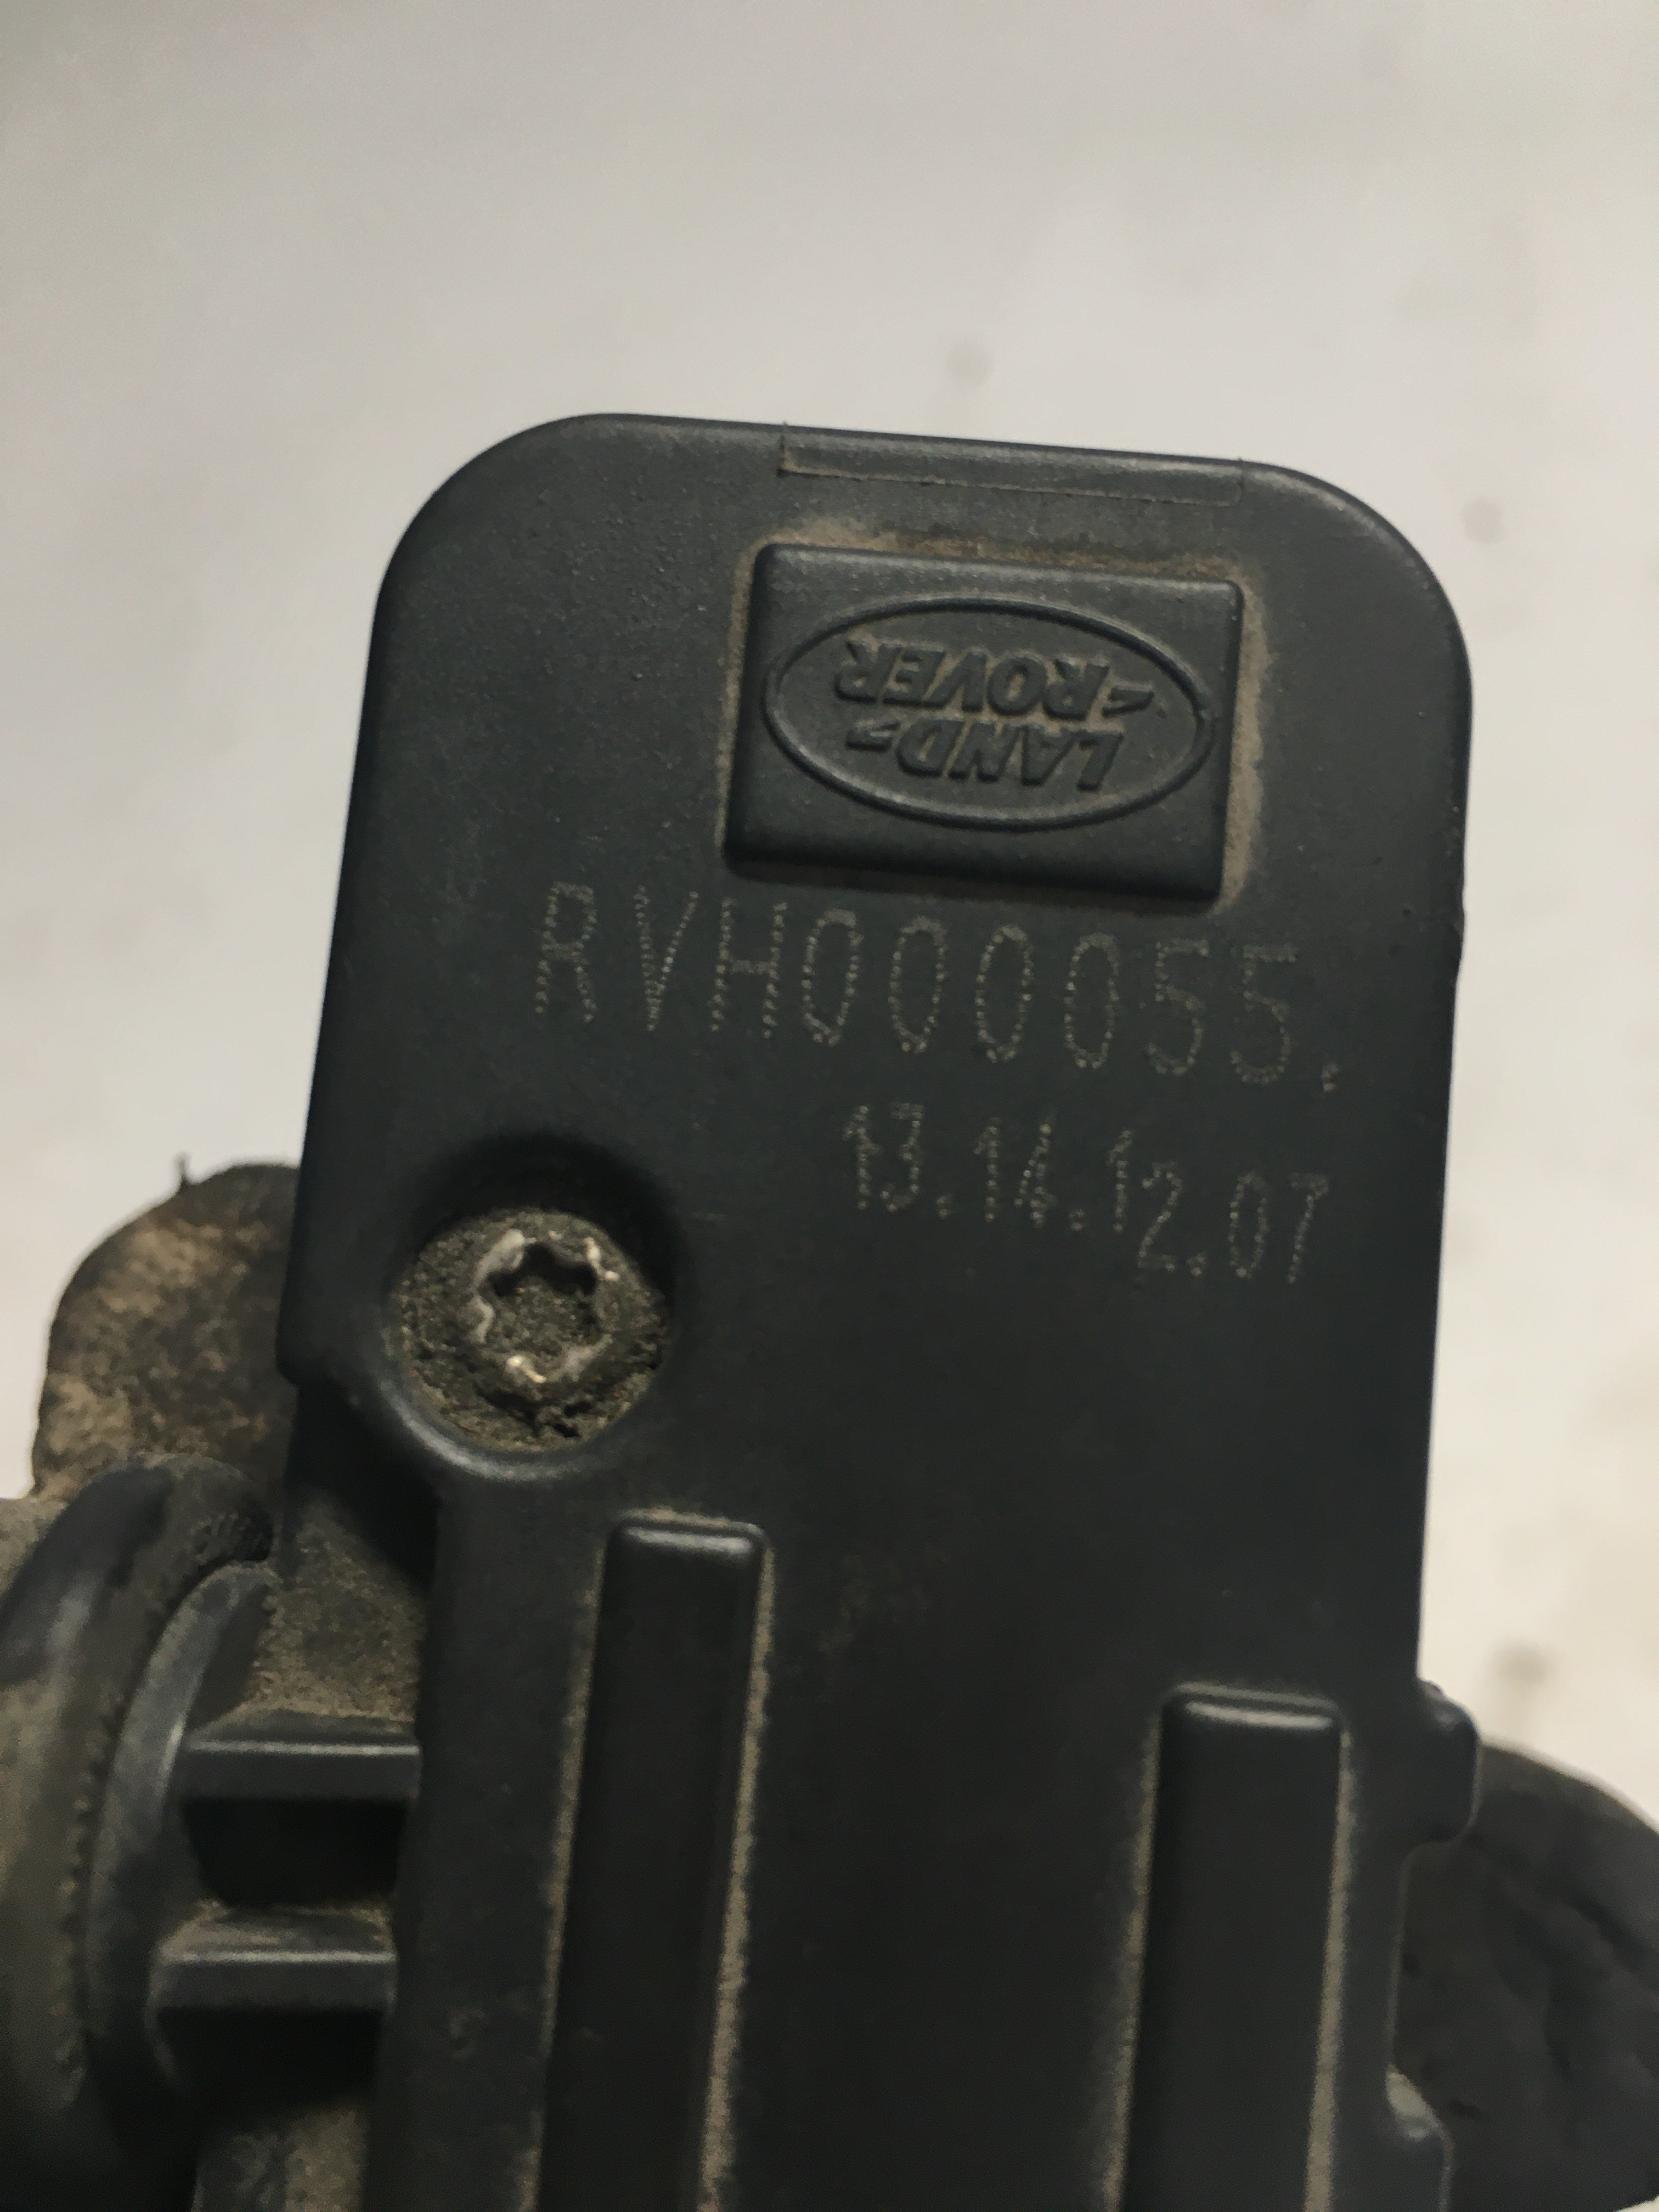 LAND
ROVER
RVH000055.
13.14.12.07